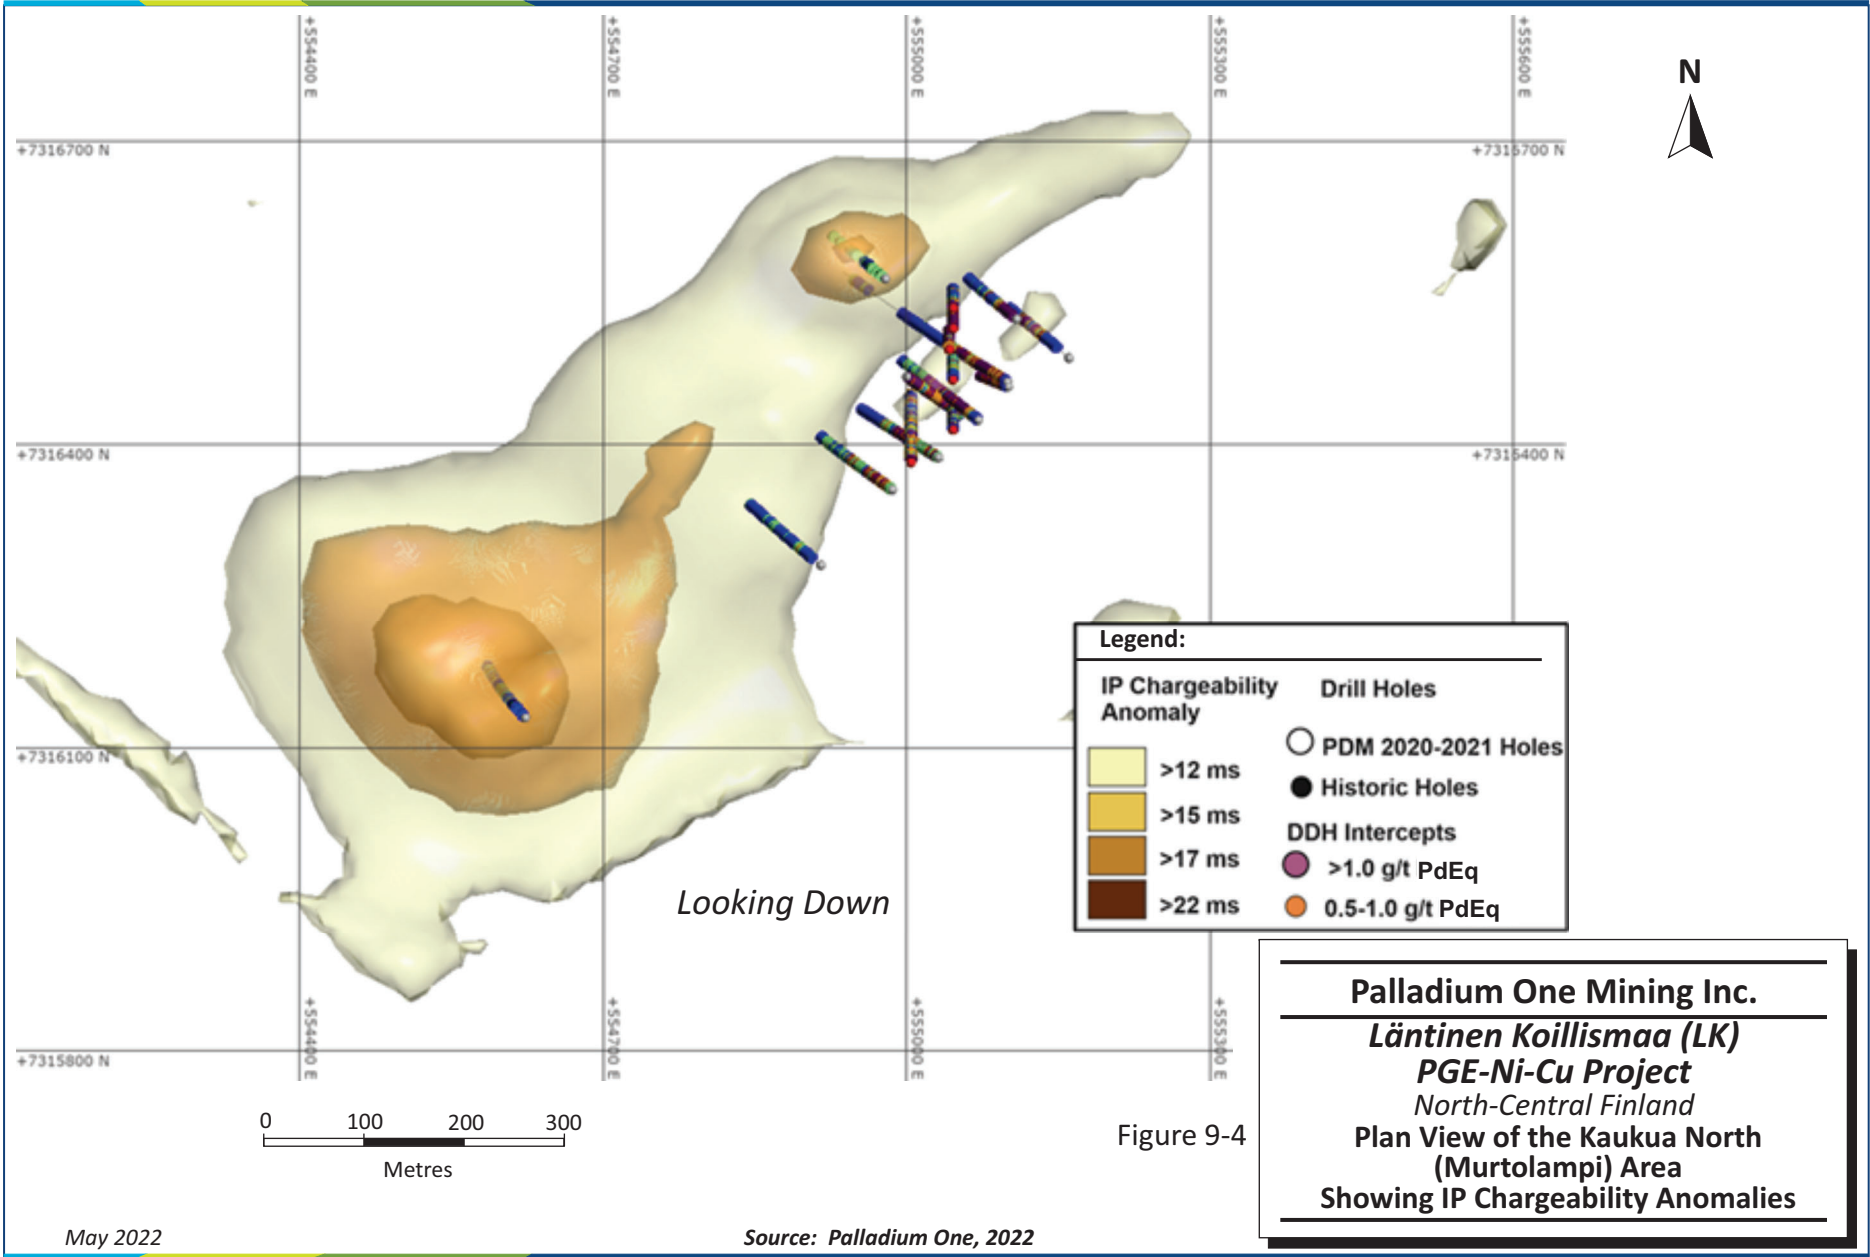 +554400 E
+554700 E
+555000 E
+555300 E
+555600 E
N
+7316700 N
+7316700 N
+7316400 N
+7316400 N
+7316100 N
Legend:
IP Chargeability
Anomaly
>12 ms
>15 ms
>17 ms
>22 ms
Drill Holes
PDM 2020-2021 Holes
Historic Holes
DDH Intercepts
>1.0 g/t PdEq
0.5-1.0 g/t PdEq
Looking Down
+554400 E
+554700 E
+555000 E
+555300 E
+7315800 N
0 100 200 300
Metres
Figure 9-4
Palladium One Mining Inc.
Läntinen Koillismaa (LK)
PGE-Ni-Cu Project
North-Central Finland
Plan View of the Kaukua North
(Murtolampi) Area
Showing IP Chargeability Anomalies
May 2022
Source: Palladium One, 2022